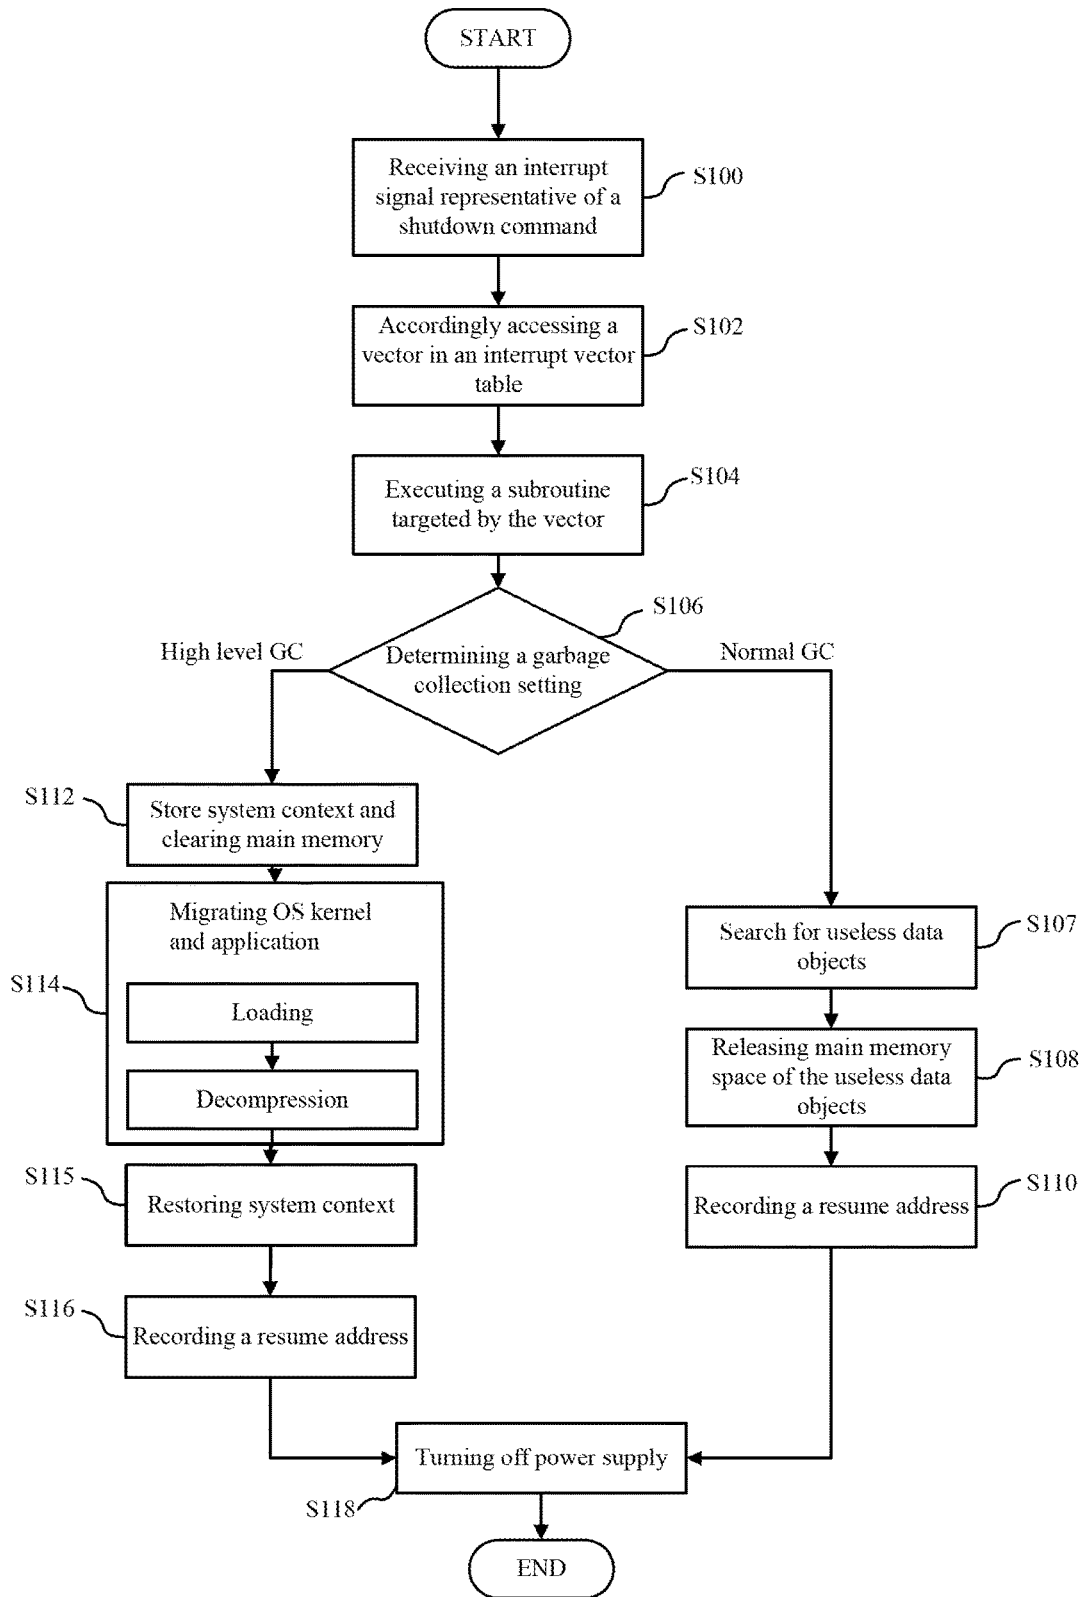 START
Receiving an interrupt
signal representative of a
shutdown command
S100
Accordingly accessing a
vector in an interrupt vector
table
S102
Executing a subroutine
targeted by the vector
S104
S106
High level GC
Determining a garbage
collection setting
Normal GC
S112
Store system context and
clearing main memory
Migrating OS kernel
and application
S114
Loading
Decompression
S115
Restoring system context
S116
Recording a resume address
Search for useless data
objects
S107
Releasing main memory
space of the useless data
objects
S108
Recording a resume address
S110
Turning off power supply
S118
END